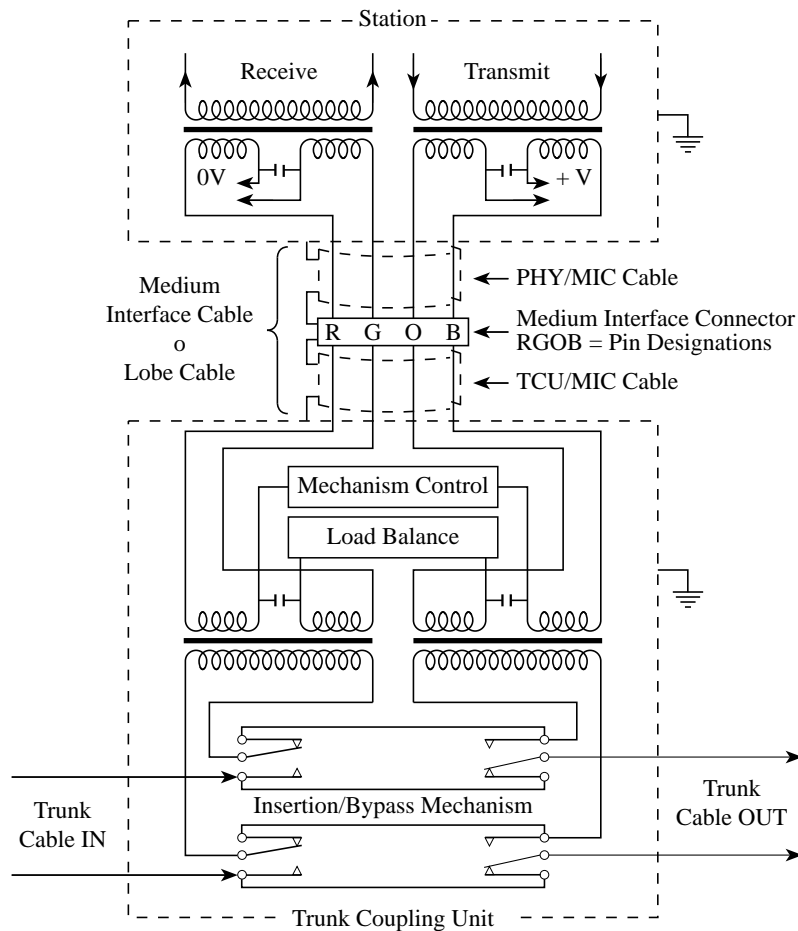 Station
Receive
Transmit
0V
+ V
Medium
Interface Cable
o
Lobe Cable
PHY/MIC Cable
R G O B
Medium Interface Connector
RGOB = Pin Designations
TCU/MIC Cable
Mechanism Control
Load Balance
Trunk
Cable IN
Insertion/Bypass Mechanism
Trunk
Cable OUT
Trunk Coupling Unit